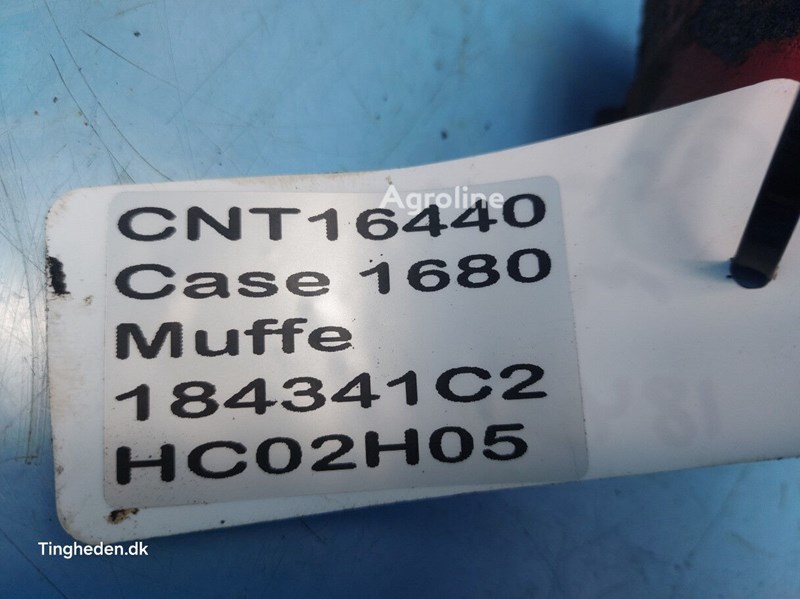 Agroline
CNT16440
Case 1680
Muffe
184341C2
HC02H05
Tingheden.dk